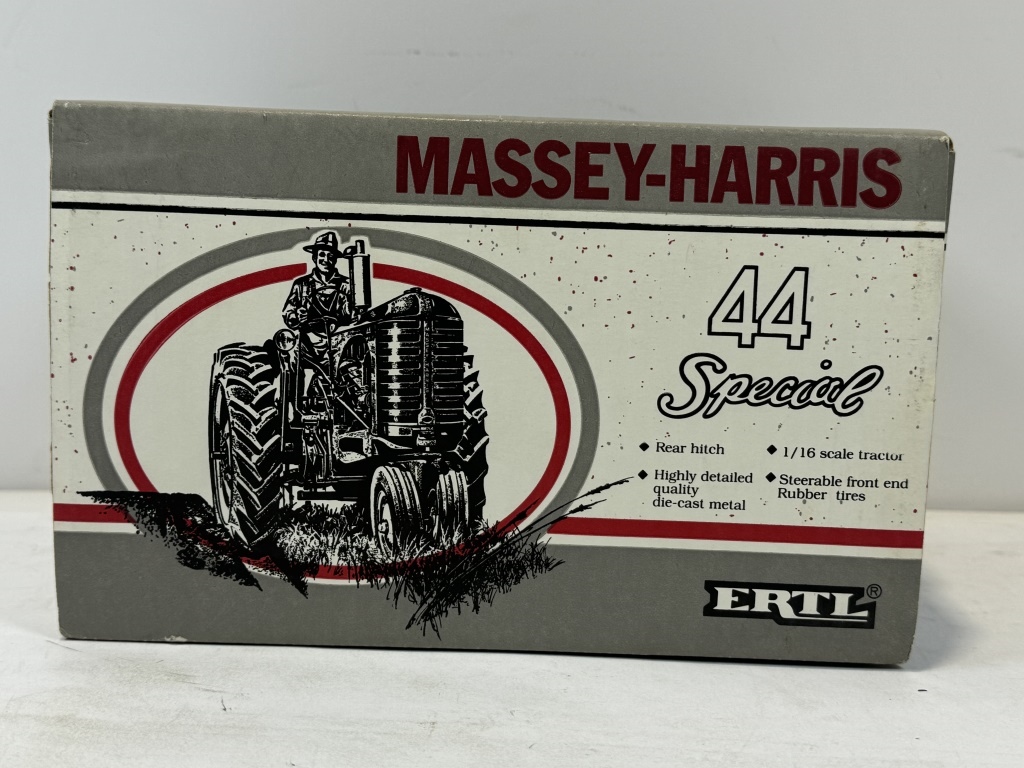 MASSEY-HARRIS
44
Special
◆ Rear hitch
◆ 1/16 scale tractor
◆ Highly detailed
quality
die-cast metal
◆ Steerable front end
Rubber tires
ERTL®